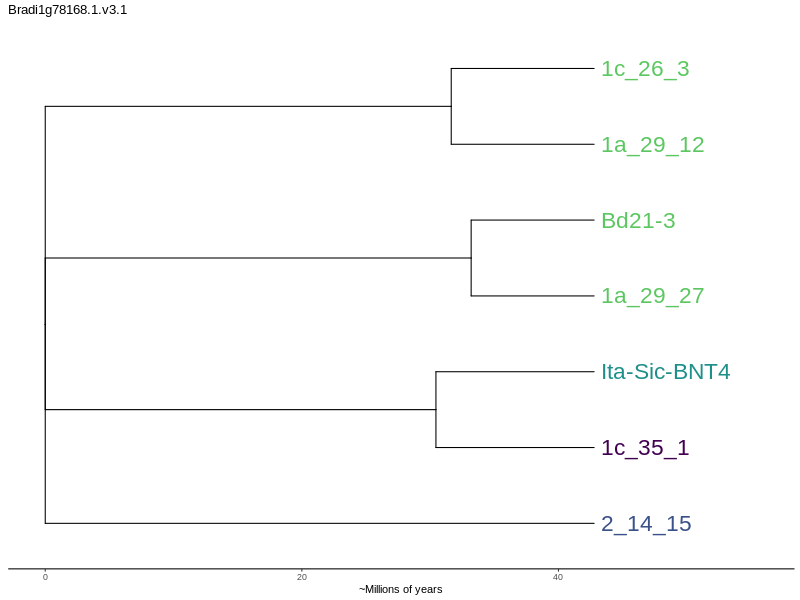 Bradi1g78168.1.v3.1
1c_26_3
1a_29_12
Bd21-3
1a_29_27
Ita-Sic-BNT4
1c_35_1
2_14_15
0 20 40
~Millions of years